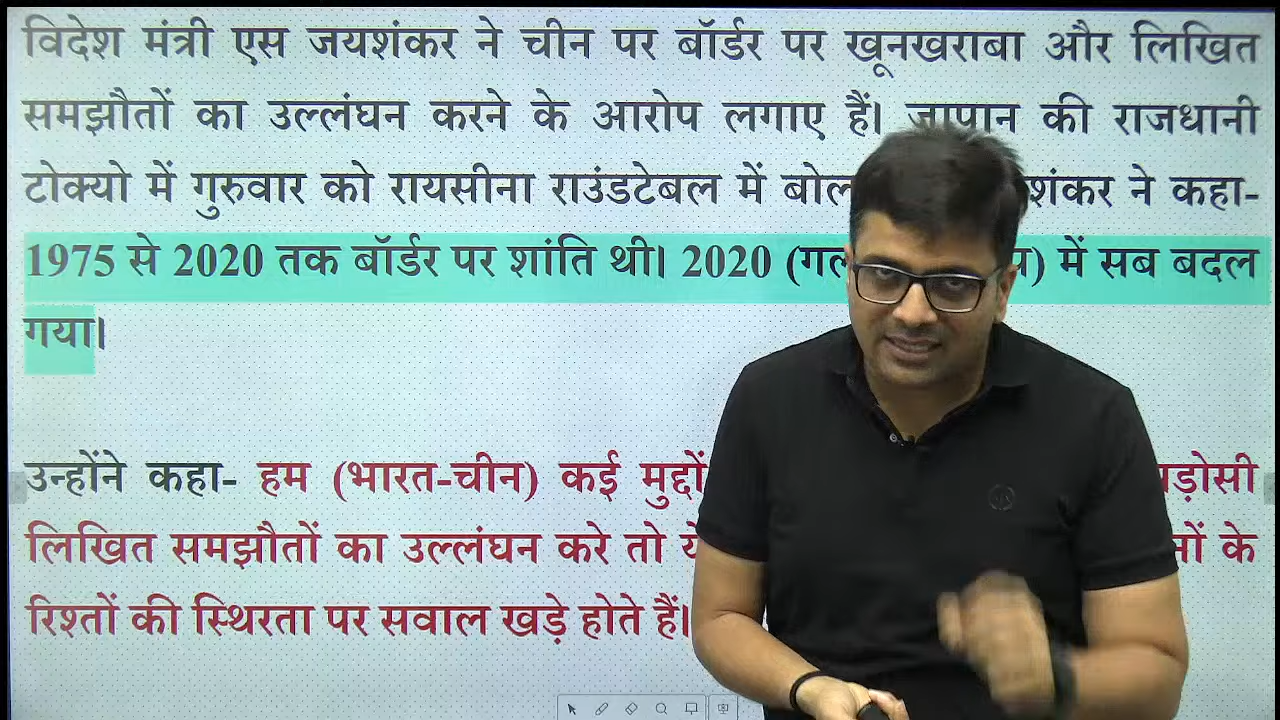 विदेश मंत्री एस जयशंकर ने चीन पर बॉर्डर पर खूनखराबा और लिखित
समझौतों का उल्लंघन करने के आरोप लगाए हैं। जापान की राजधानी
टोक्यो में गुरुवार को रायसीना राउंडटेबल में ने कहा-
1975 से 2020 तक बॉर्डर पर शांति थी। 2020 में सब बदल
गया।
उन्होंने कहा- हम (भारत-चीन) कई
लिखित समझौतों का उल्लंघन करे तो के
रिश्तों की स्थिरता पर सवाल खड़े होते हैं।